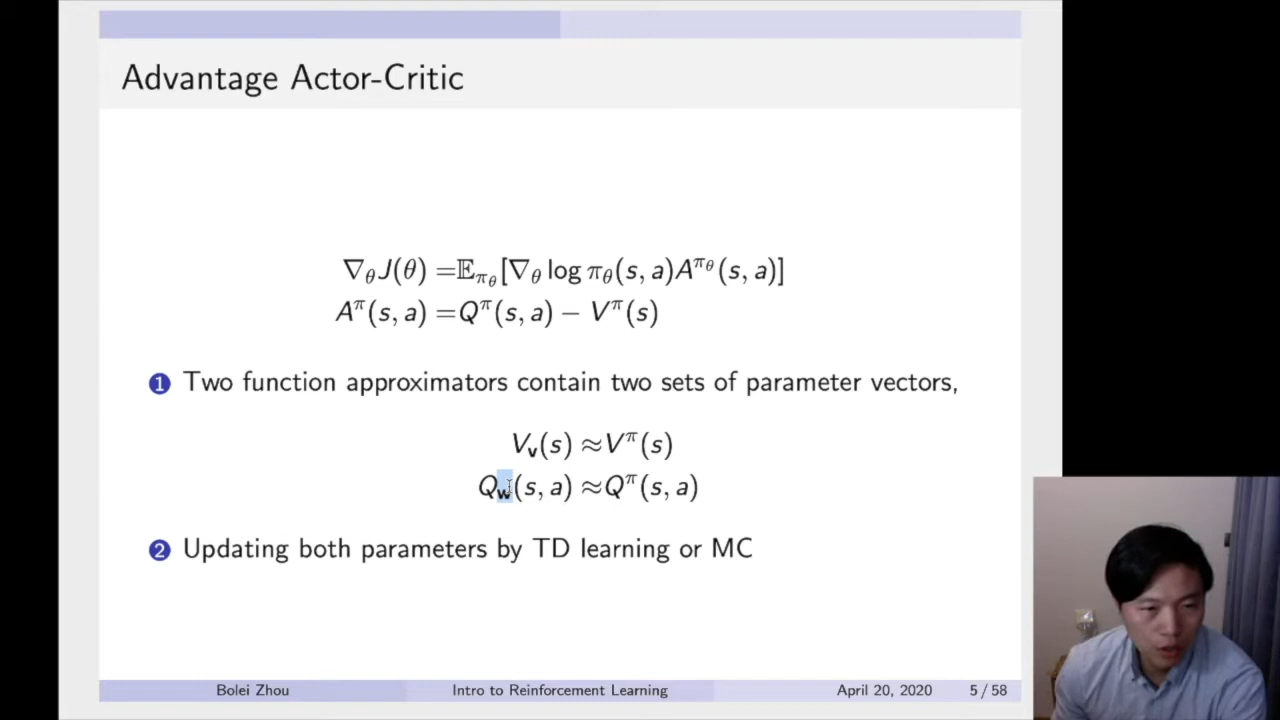 Advantage Actor-Critic
∇θJ(θ) =𝔼πθ[∇θ log πθ(s, a)Aπθ(s, a)]
Aπ(s, a) =Qπ(s, a) − Vπ(s)
1 Two function approximators contain two sets of parameter vectors,
Vv(s) ≈Vπ(s)
Qw(s, a) ≈Qπ(s, a)
2 Updating both parameters by TD learning or MC
Bolei Zhou Intro to Reinforcement Learning April 20, 2020 5 / 58